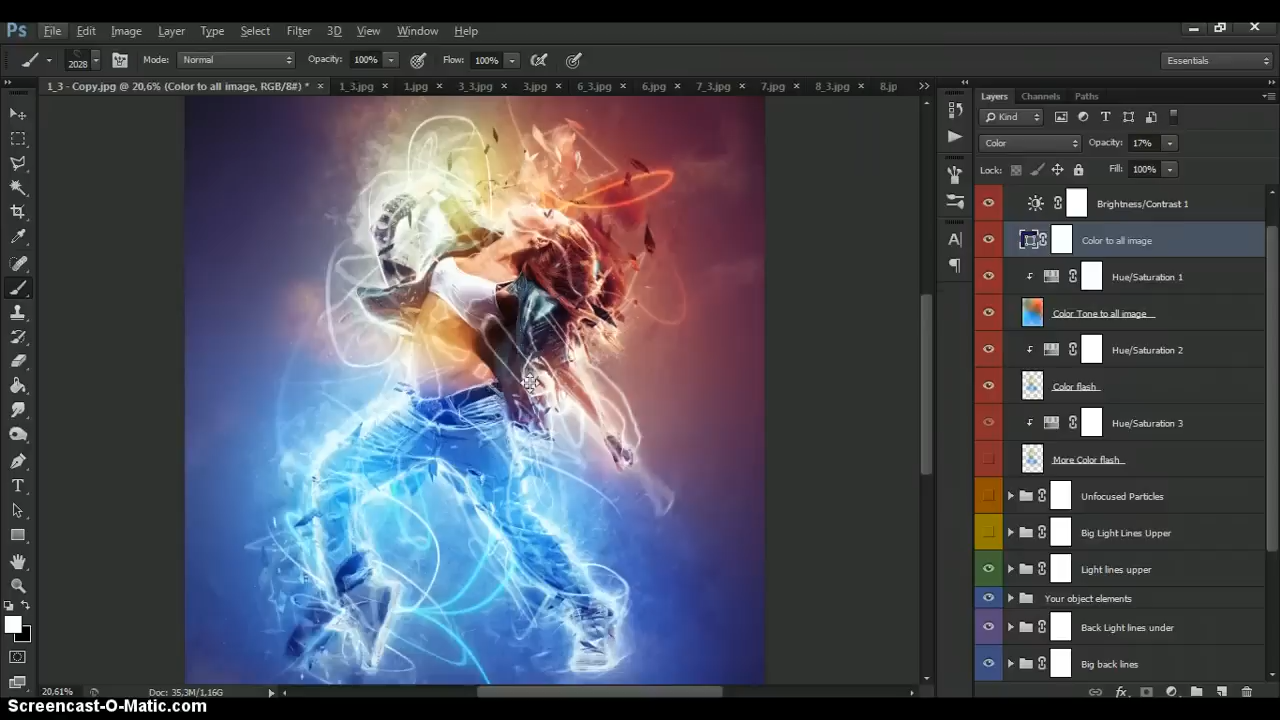 Ps File Edit Image Layer Type Select Filter 3D View Window Help
2028 Mode: Normal Opacity: 100% Flow: 100% Essentials
1_3 - Copy.jpg @ 20,6% (Color to all image, RGB/8#) * × 1_3.jpg × 1.jpg × 3_3.jpg × 3.jpg × 6_3.jpg × 6.jpg × 7_3.jpg × 7.jpg × 8_3.jpg × 8.jp
Layers Channels Paths
Kind
Color Opacity: 17%
Lock: Fill: 100%
Brightness/Contrast 1
Color to all image
Hue/Saturation 1
Color Tone to all image
Hue/Saturation 2
Color flash
Hue/Saturation 3
More Color flash
Unfocused Particles
Big Light Lines Upper
Light lines upper
Your object elements
Back Light lines under
Big back lines
20,61% Doc: 35,3M/1,16G
Screencast-O-Matic.com